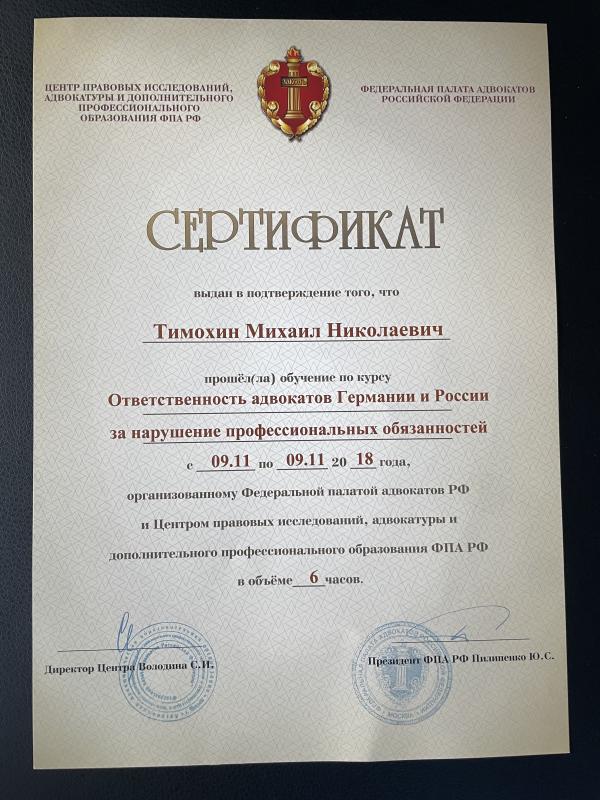 ЦЕНТР ПРАВОВЫХ ИССЛЕДОВАНИЙ,
АДВОКАТУРЫ И ДОПОЛНИТЕЛЬНОГО
ПРОФЕССИОНАЛЬНОГО
ОБРАЗОВАНИЯ ФПА РФ
ФЕДЕРАЛЬНАЯ ПАЛАТА АДВОКАТОВ
РОССИЙСКОЙ ФЕДЕРАЦИИ
ЗАКОНЪ
СЕРТИФИКАТ
выдан в подтверждение того, что
Тимохин Михаил Николаевич
прошёл(ла) обучение по курсу
Ответственность адвокатов Германии и России
за нарушение профессиональных обязанностей
с 09.11 по 09.11 20 18 года,
организованному Федеральной палатой адвокатов РФ
и Центром правовых исследований, адвокатуры и
дополнительного профессионального образования ФПА РФ
в объёме 6 часов.
Директор Центра Володина С.И.
Президент ФПА РФ Пилипенко Ю.С.
МОСКВА